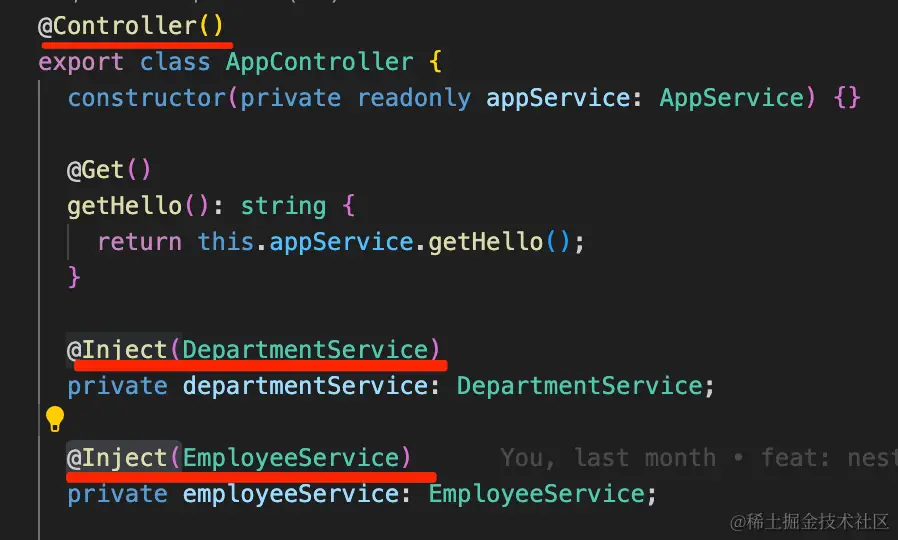 @Controller()
export class AppController {
constructor(private readonly appService: AppService) {}
@Get()
getHello(): string {
return this.appService.getHello();
}
@Inject(DepartmentService)
private departmentService: DepartmentService;
@Inject(EmployeeService) You, last month • feat: nest
private employeeService: EmployeeService;
@稀土掘金技术社区